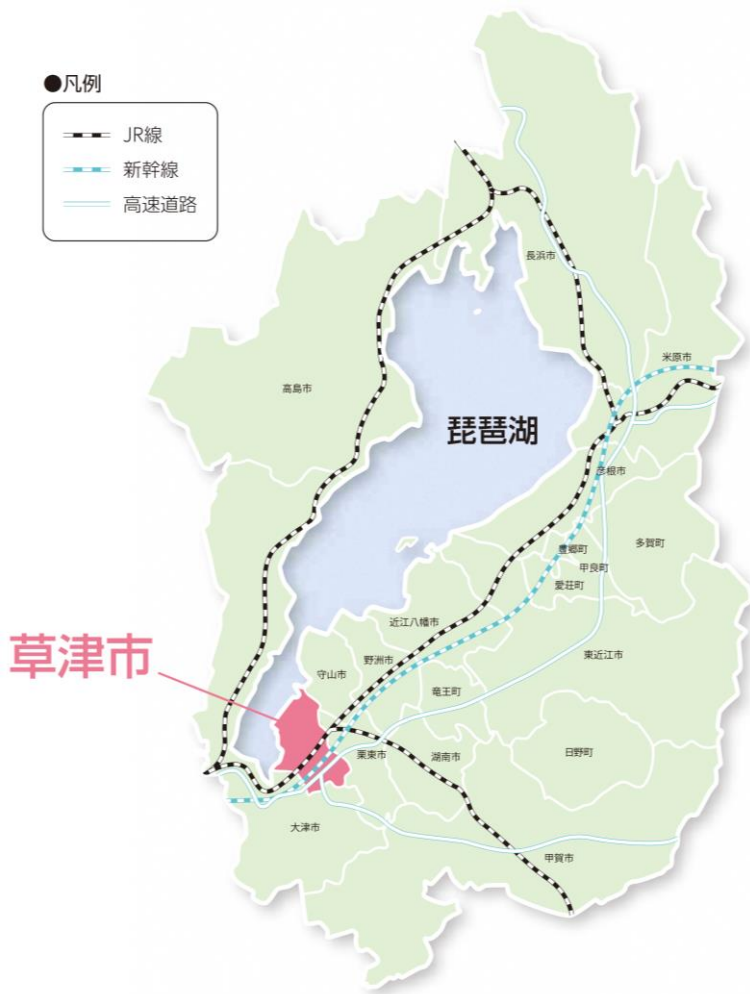 ●凡例
JR線
新幹線
高速道路
長浜市
米原市
高島市
琵琶湖
彦根市
多賀町
豊郷町
甲良町
愛荘町
近江八幡市
東近江市
草津市
野洲市
守山市
竜王町
日野町
栗東市
湖南市
大津市
甲賀市